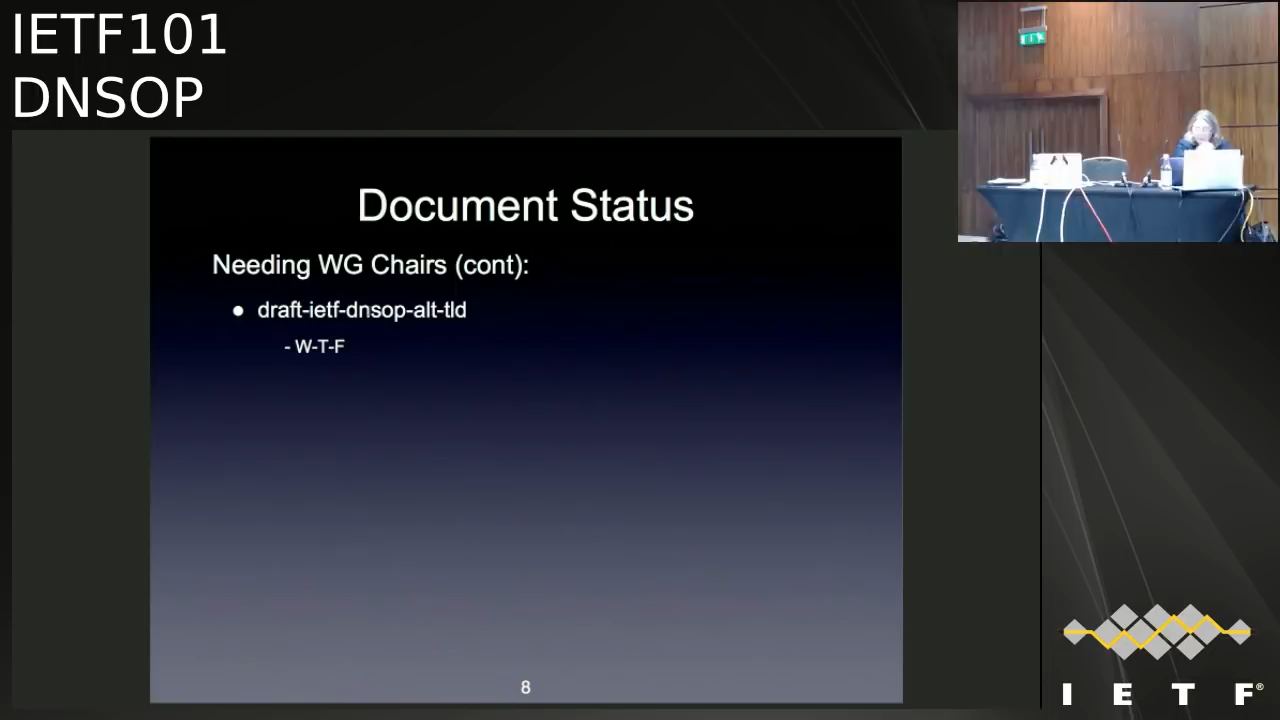 IETF101
DNSOP
Document Status
Needing WG Chairs (cont):
● draft-ietf-dnsop-alt-tld
- W-T-F
8
I E T F®